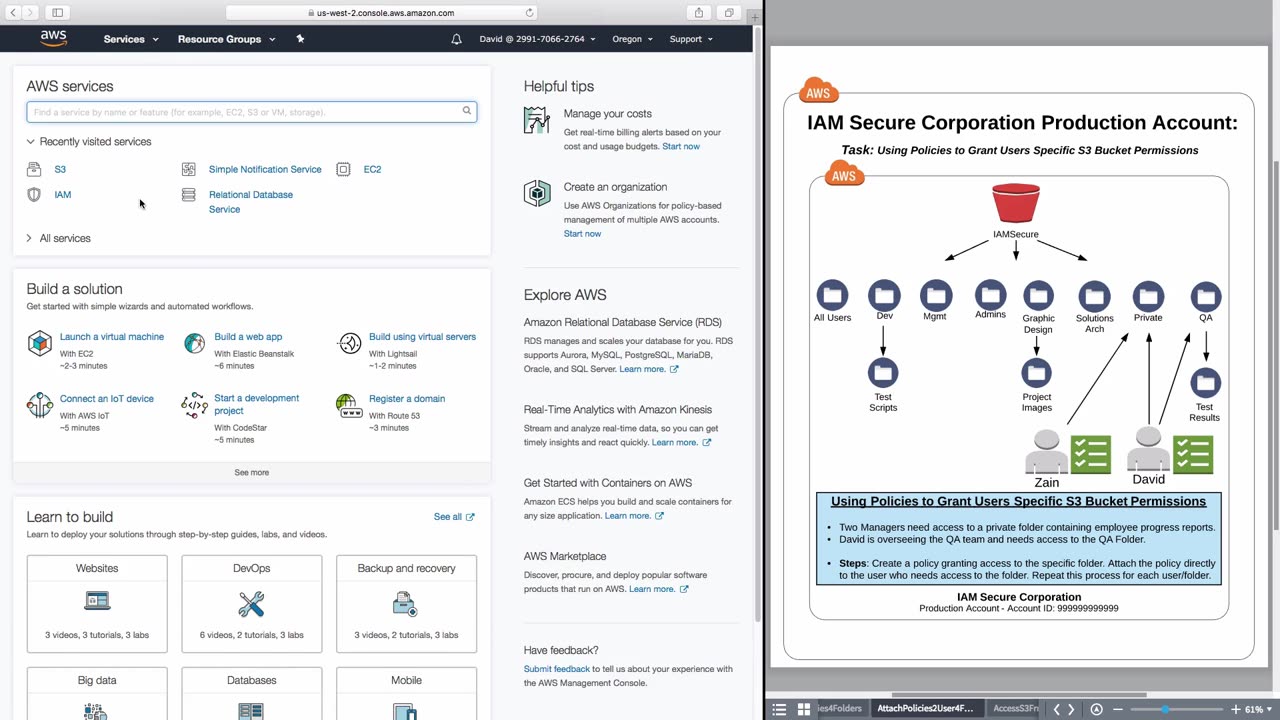 us-west-2.console.aws.amazon.com
aws
Services
Resource Groups
David @ 2991-7066-2764
Oregon
Support
AWS services
Find a service by name or feature (for example, EC2, S3 or VM, storage).
Recently visited services
S3
Simple Notification Service
EC2
IAM
Relational Database
Service
All services
Build a solution
Get started with simple wizards and automated workflows.
Launch a virtual machine
With EC2
~2-3 minutes
Build a web app
With Elastic Beanstalk
~6 minutes
Build using virtual servers
With Lightsail
~1-2 minutes
Connect an IoT device
With AWS IoT
~5 minutes
Start a development
project
With CodeStar
~5 minutes
Register a domain
With Route 53
~3 minutes
See more
Learn to build
See all
Learn to deploy your solutions through step-by-step guides, labs, and videos.
Websites
3 videos, 3 tutorials, 3 labs
DevOps
6 videos, 2 tutorials, 3 labs
Backup and recovery
3 videos, 2 tutorials, 3 labs
Big data
Databases
Mobile
Helpful tips
Manage your costs
Get real-time billing alerts based on your
cost and usage budgets. Start now
Create an organization
Use AWS Organizations for policy-based
management of multiple AWS accounts.
Start now
Explore AWS
Amazon Relational Database Service (RDS)
RDS manages and scales your database for you. RDS
supports Aurora, MySQL, PostgreSQL, MariaDB,
Oracle, and SQL Server. Learn more.
Real-Time Analytics with Amazon Kinesis
Stream and analyze real-time data, so you can get
timely insights and react quickly. Learn more.
Get Started with Containers on AWS
Amazon ECS helps you build and scale containers for
any size application. Learn more.
AWS Marketplace
Discover, procure, and deploy popular software
products that run on AWS. Learn more.
Have feedback?
Submit feedback to tell us about your experience with
the AWS Management Console.
AWS
IAM Secure Corporation Production Account:
Task: Using Policies to Grant Users Specific S3 Bucket Permissions
AWS
IAMSecure
All Users
Dev
Mgmt
Admins
Graphic
Design
Solutions
Arch
Private
QA
Test
Scripts
Project
Images
Test
Results
Zain
David
Using Policies to Grant Users Specific S3 Bucket Permissions
• Two Managers need access to a private folder containing employee progress reports.
• David is overseeing the QA team and needs access to the QA Folder.
Steps: Create a policy granting access to the specific folder. Attach the policy directly
to the user who needs access to the folder. Repeat this process for each user/folder.
IAM Secure Corporation
Production Account - Account ID: 999999999999
ies4Folders
AttachPolicies2User4F...
AccessS3Fr
61%